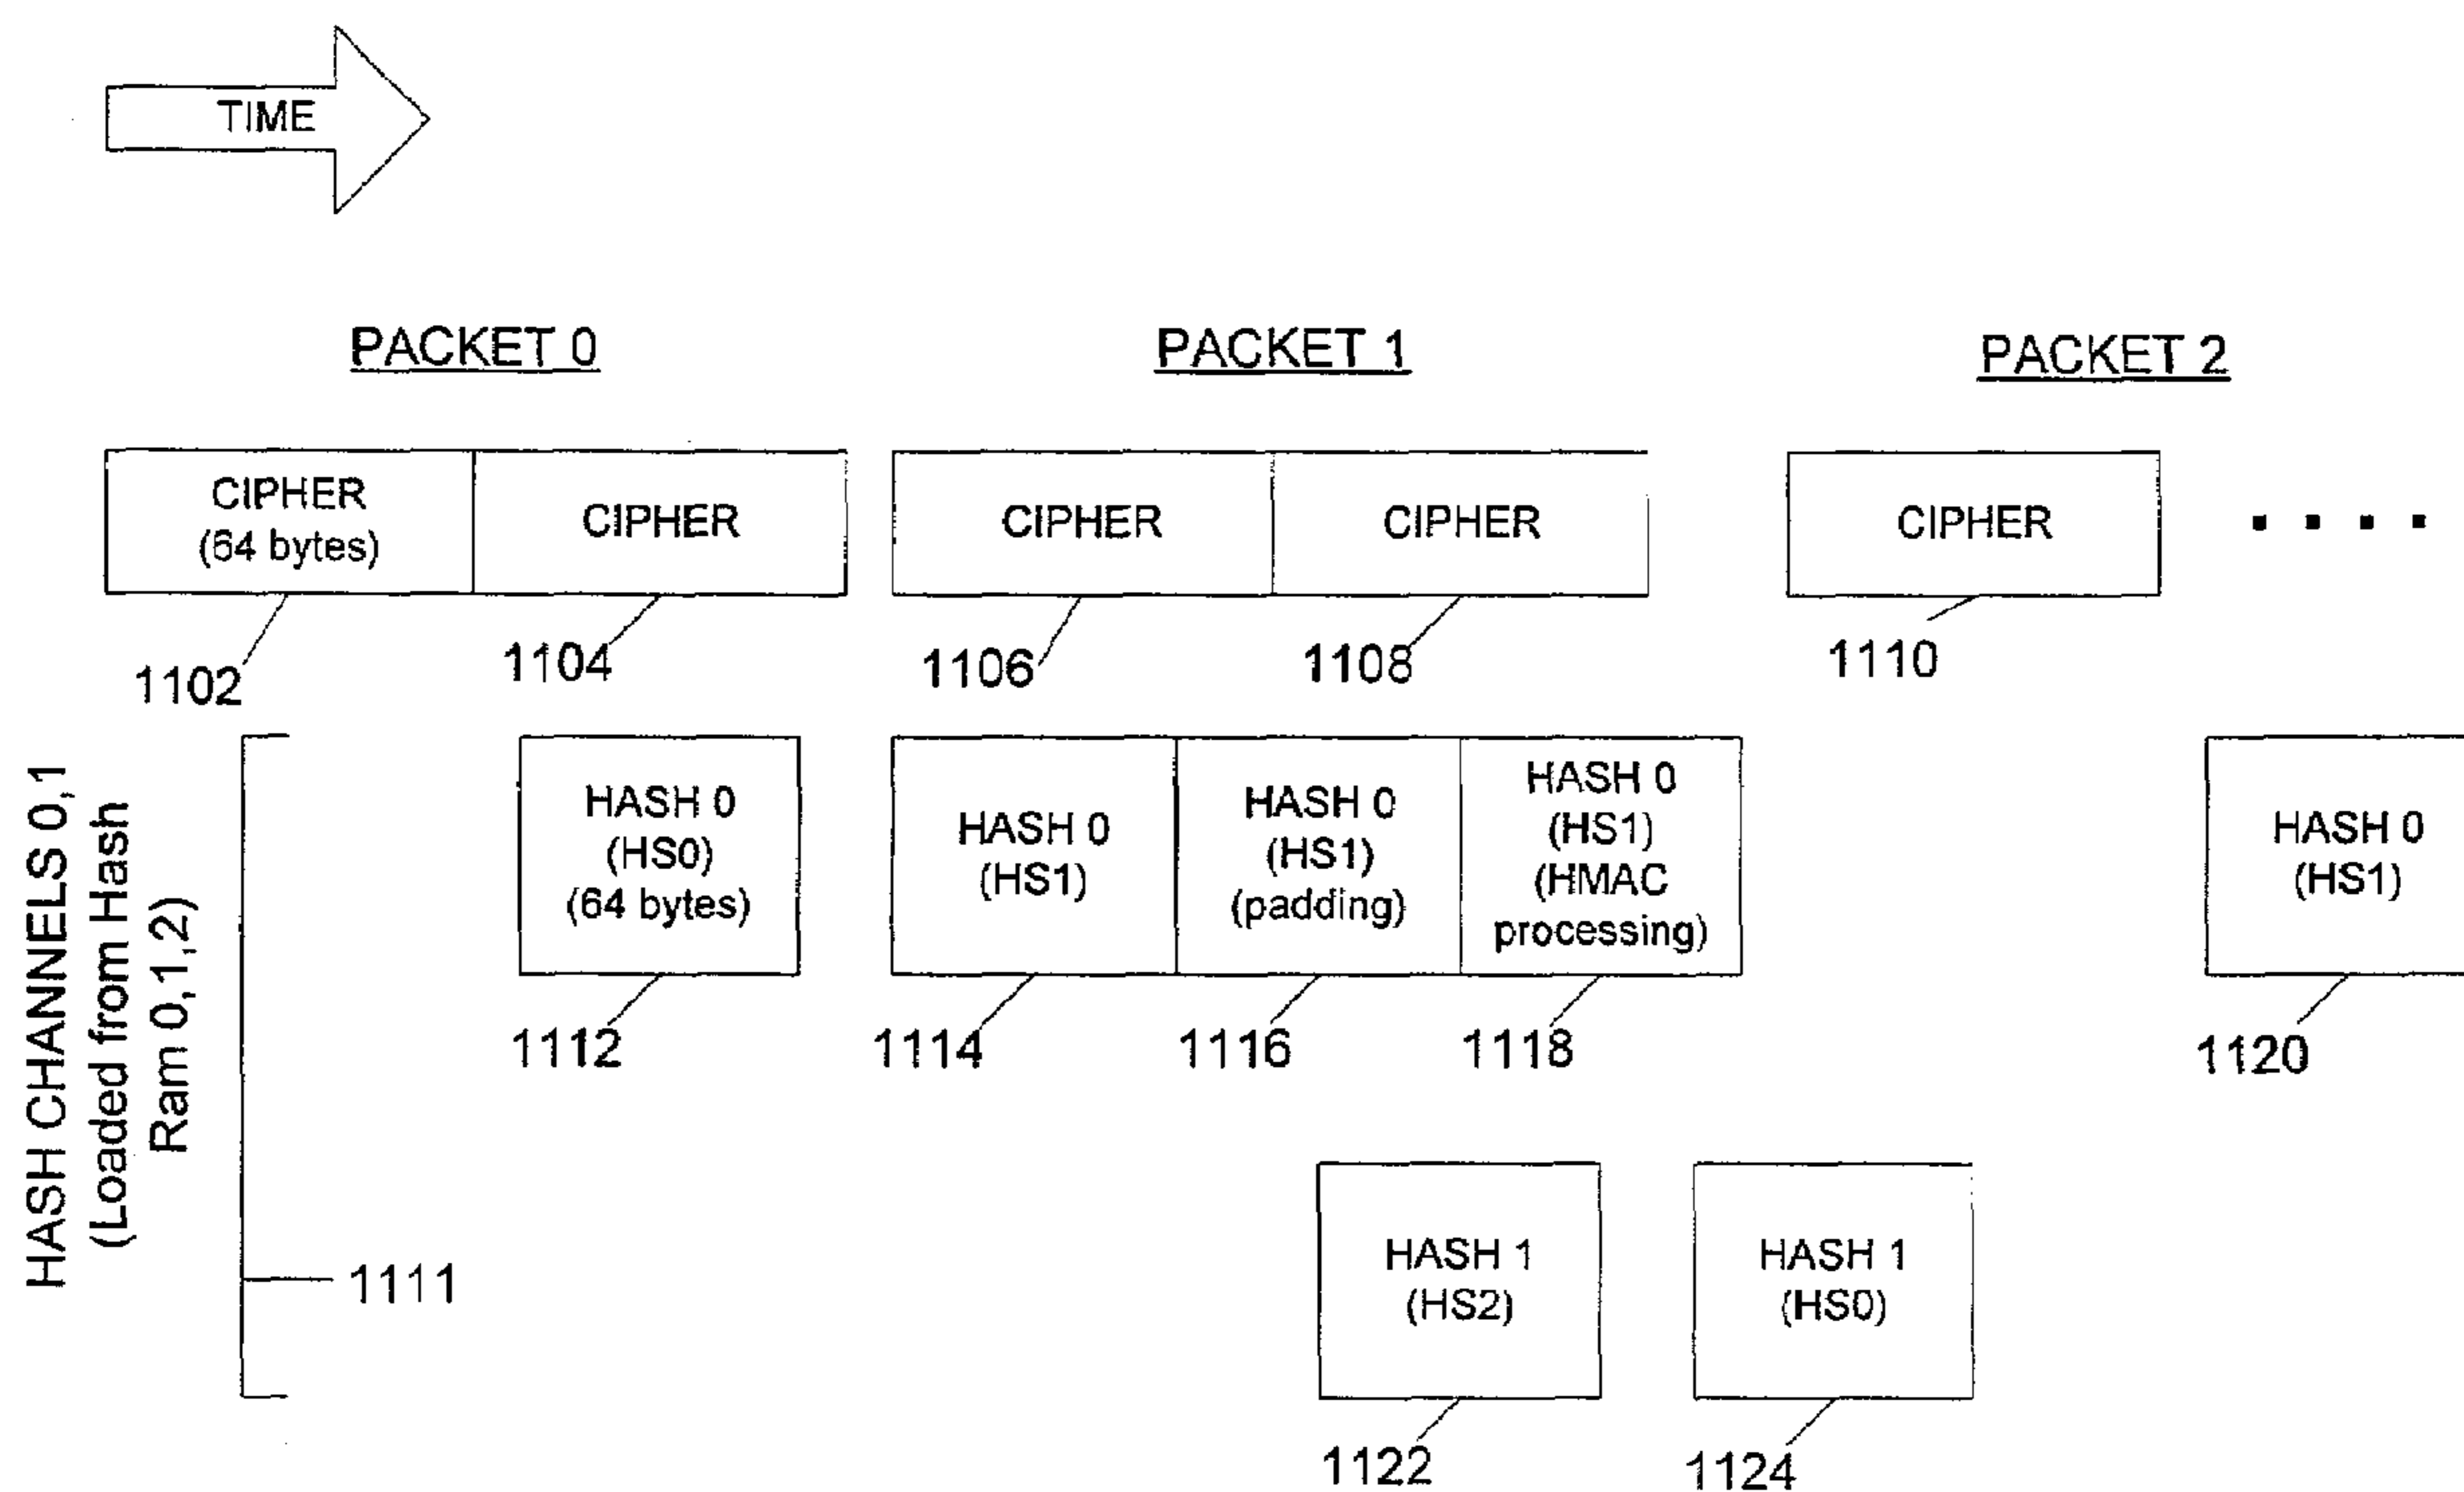 TIME
PACKET 0
PACKET 1
PACKET 2
CIPHER
(64 bytes)
CIPHER
CIPHER
CIPHER
CIPHER
1102
1104
1106
1108
1110
HASH CHANNELS 0,1
(Loaded from Hash
Ram 0,1,2)
HASH 0
(HS0)
(64 bytes)
HASH 0
(HS1)
HASH 0
(HS1)
(padding)
HASH 0
(HS1)
(HMAC
processing)
HASH 0
(HS1)
1112
1114
1116
1118
1120
1111
HASH 1
(HS2)
HASH 1
(HS0)
1122
1124